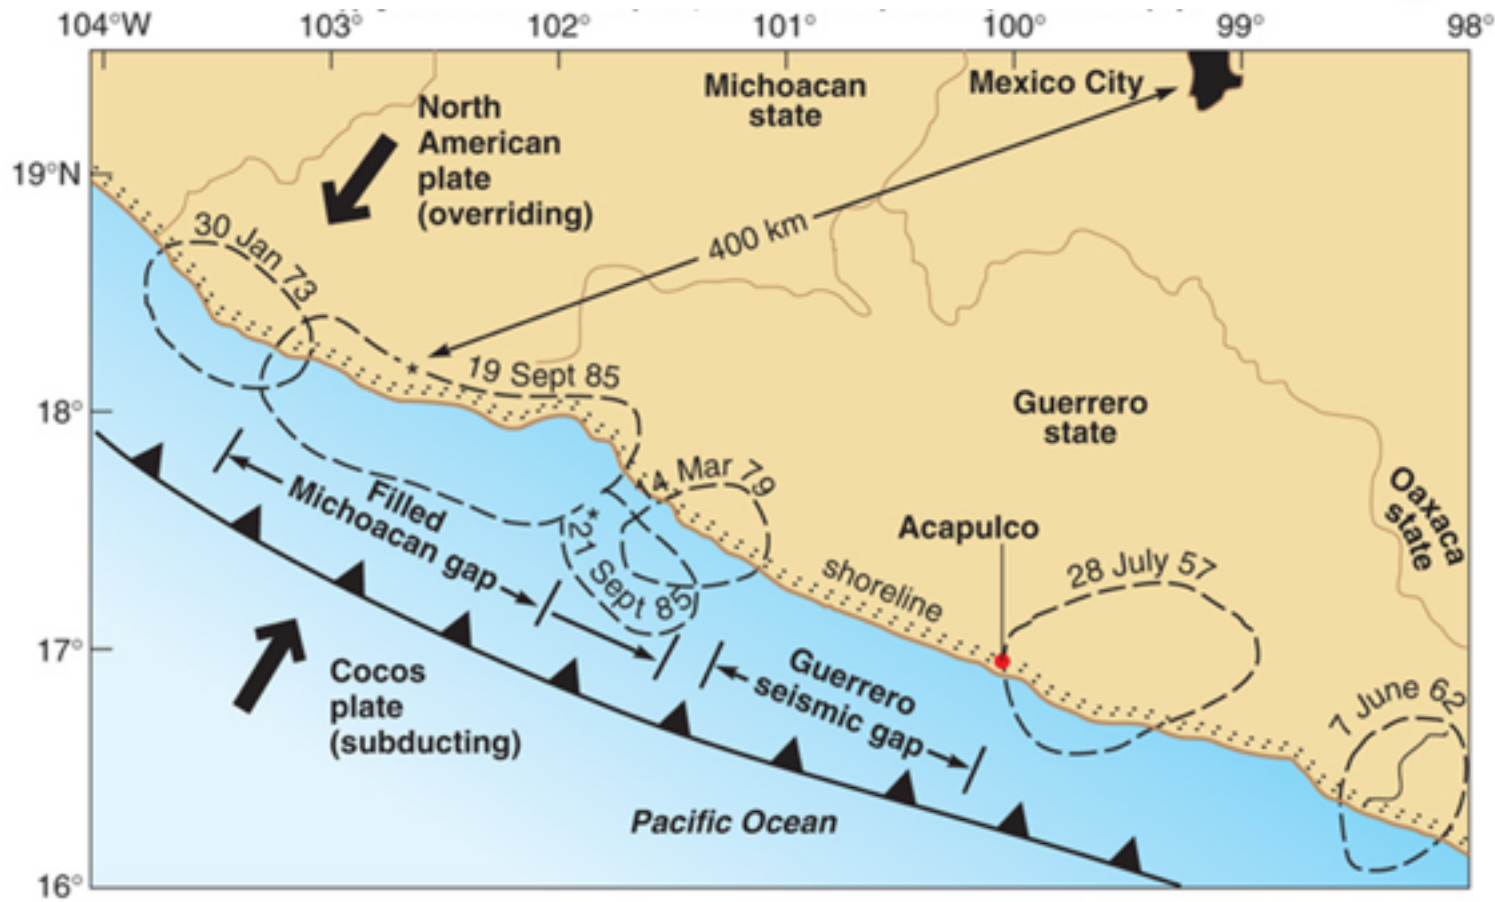 104°W 103° 102° 101° 100° 99° 98°
Michoacan
state
Mexico City
North
American
plate
(overriding)
19°N
30 Jan 73
400 km
19 Sept 85
18°
Guerrero
state
14 Mar 79
Oaxaca
state
Filled
Michoacan gap
21 Sept 85
Acapulco
28 July 57
shoreline
17°
Cocos
plate
(subducting)
Guerrero
seismic gap
7 June 62
Pacific Ocean
16°